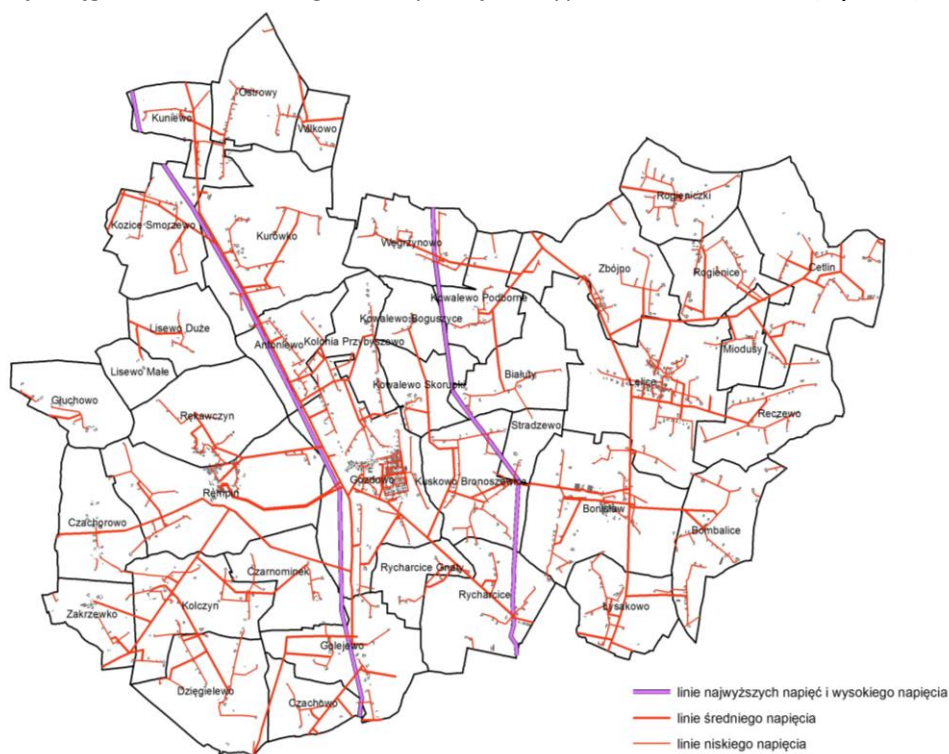 Ostrowy
Kuniewo
Wilkowo
Rogieniczki
Kozice-Smorzewo
Kurówko
Węgrzynowo
Zbójno
Rogienice
Cetlin
Kowalewo Podborne
Lisewo Duże
Kowalewo-Boguszyce
Antoniewo
Kolonia Przybyszewo
Miodusy
Lisewo Małe
Białuty
Kowalewo Skorupki
Lelice
Głuchowo
Rękawczyn
Reczewo
Stradzewo
Gozdowo
Kuskowo Bronoszewice
Rempin
Bonisław
Czachorowo
Bombalice
Rycharcice Gnaty
Czarnominek
Rycharcice
Kolczyn
Łysakowo
Zakrzewko
Golejewo
Dzięgielewo
Czachowo
linie najwyższych napięć i wysokiego napięcia
linie średniego napięcia
linie niskiego napięcia